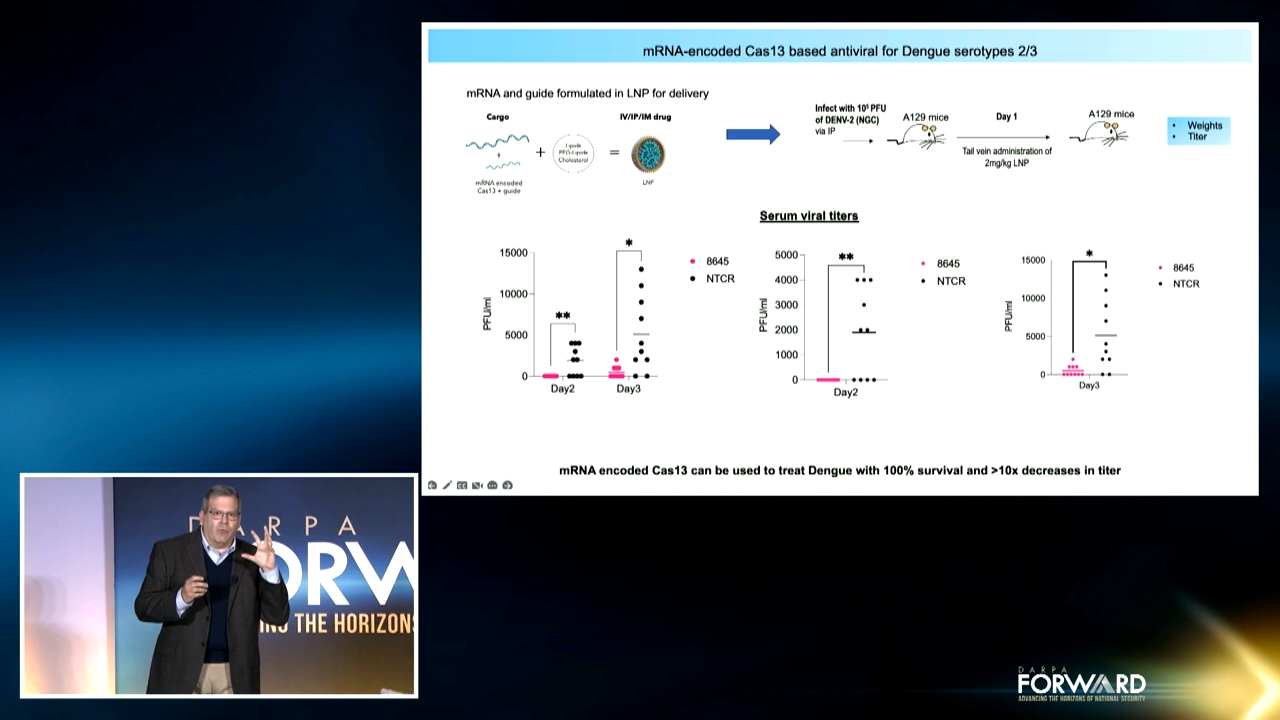 mRNA-encoded Cas13 based antiviral for Dengue serotypes 2/3
mRNA and guide formulated in LNP for delivery
Cargo
IV/IP/IM drug
+
mRNA encoded
Cas13 + guide
+
Cholesterol
=
LNP
Infect with 10⁵ PFU
of DENV-2 (NGC)
via IP
A129 mice
Day 1
Tail vein administration of
2mg/kg LNP
A129 mice
• Weights
• Titer
Serum viral titers
PFU/ml
15000
10000
5000
0
**
*
Day2
Day3
8645
NTCR
PFU/ml
5000
4000
3000
2000
1000
0
**
Day2
8645
NTCR
PFU/ml
15000
10000
5000
0
*
Day3
8645
NTCR
mRNA encoded Cas13 can be used to treat Dengue with 100% survival and >10x decreases in titer
DARPA
ORW
THE HORIZON
DARPA
FORWARD
ADVANCING THE HORIZONS OF NATIONAL SECURITY